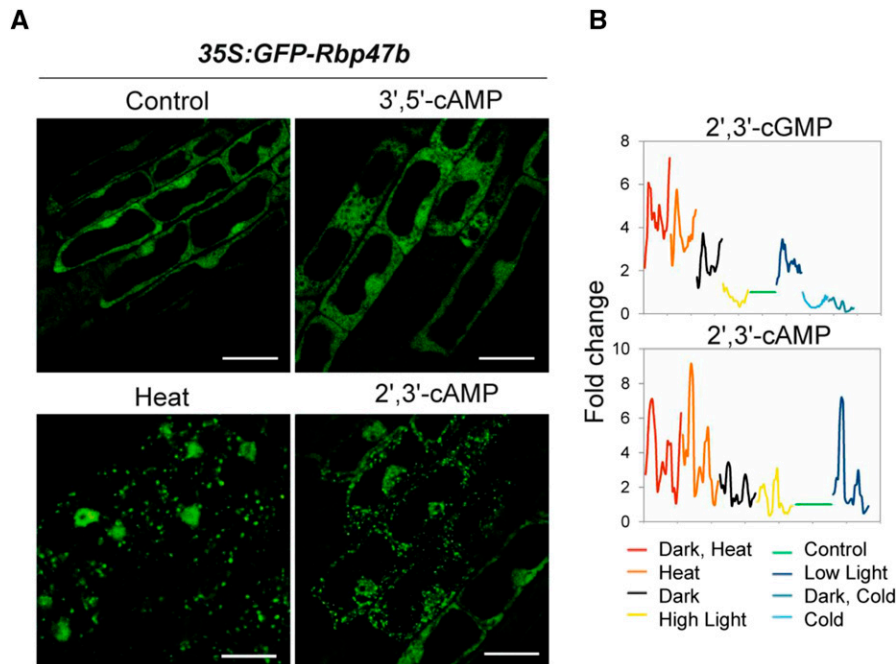 A
35S:GFP-Rbp47b
Control
3',5'-cAMP
Heat
2',3'-cAMP
B
2',3'-cGMP
8
6
4
2
0
Fold change
2',3'-cAMP
10
8
6
4
2
0
Dark, Heat
Heat
Dark
High Light
Control
Low Light
Dark, Cold
Cold